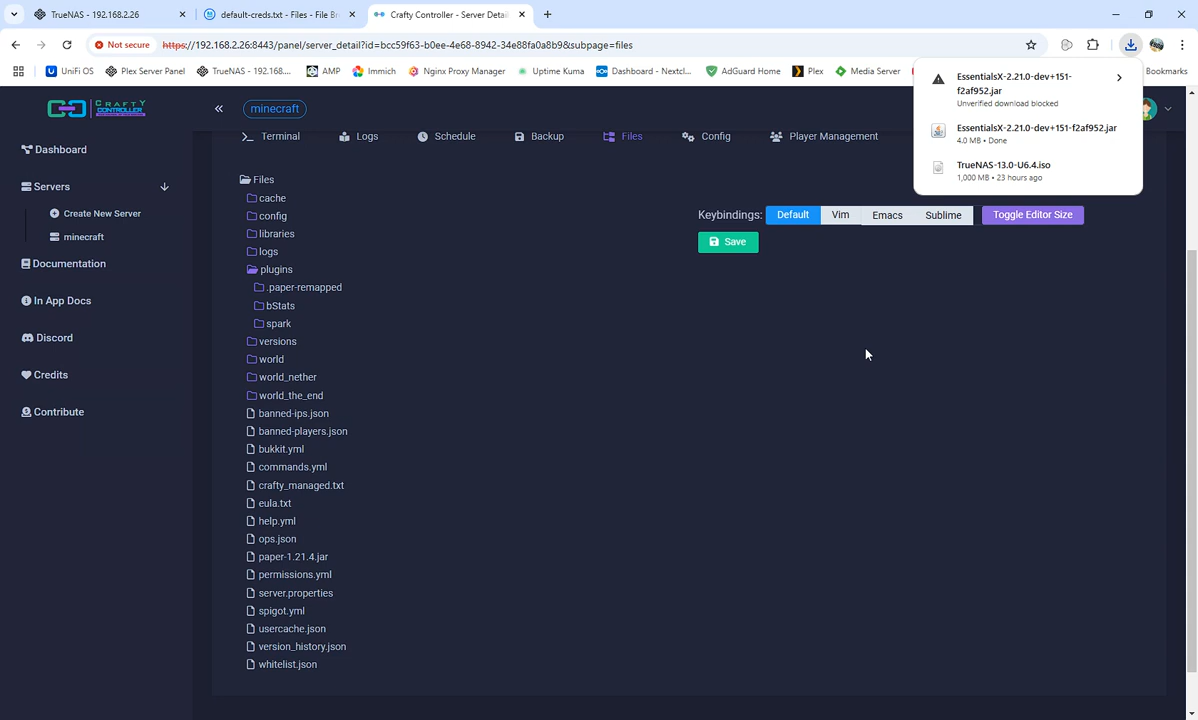 TrueNAS - 192.168.2.26
default-creds.txt - Files - File Br
Crafty Controller - Server Detai
Not secure
https://192.168.2.26:8443/panel/server_detail?id=bcc59f63-b0ee-4e68-8942-34e88fa0a8b9&subpage=files
UniFi OS
Plex Server Panel
TrueNAS - 192.168....
AMP
Immich
Nginx Proxy Manager
Uptime Kuma
Dashboard - Nextcl...
AdGuard Home
Plex
Media Server
Bookmarks
EssentialsX-2.21.0-dev+151-
f2af952.jar
Unverified download blocked
EssentialsX-2.21.0-dev+151-f2af952.jar
4.0 MB • Done
TrueNAS-13.0-U6.4.iso
1,000 MB • 23 hours ago
CRAFTY
CONTROLLER
minecraft
Terminal
Logs
Schedule
Backup
Files
Config
Player Management
Dashboard
Servers
Create New Server
minecraft
Documentation
In App Docs
Discord
Credits
Contribute
Files
cache
config
libraries
logs
plugins
.paper-remapped
bStats
spark
versions
world
world_nether
world_the_end
banned-ips.json
banned-players.json
bukkit.yml
commands.yml
crafty_managed.txt
eula.txt
help.yml
ops.json
paper-1.21.4.jar
permissions.yml
server.properties
spigot.yml
usercache.json
version_history.json
whitelist.json
Keybindings:
Default
Vim
Emacs
Sublime
Toggle Editor Size
Save